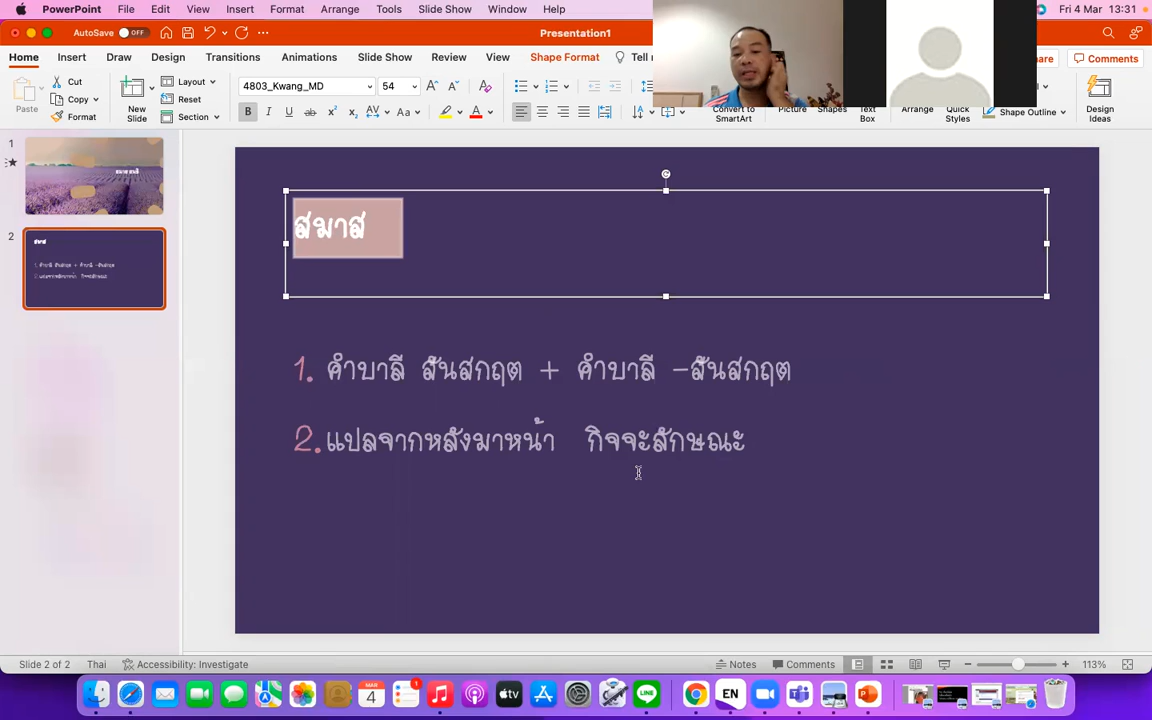 PowerPoint File Edit View Insert Format Arrange Tools Slide Show Window Help Fri 4 Mar 13:31
AutoSave OFF Presentation1
Home Insert Draw Design Transitions Animations Slide Show Review View Shape Format Tell Comments
Paste Cut Copy Format New Slide Layout Reset Section 4803_Kwang_MD 54 Convert to SmartArt Picture Shapes Text Box Arrange Quick Styles Shape Outline Design Ideas
1
2
สมาส
1. คำบาลี สันสกฤต + คำบาลี -สันสกฤต
2. แปลจากหลังมาหน้า กิจจะลักษณะ
Slide 2 of 2 Thai Accessibility: Investigate Notes Comments 113%
EN
LINE